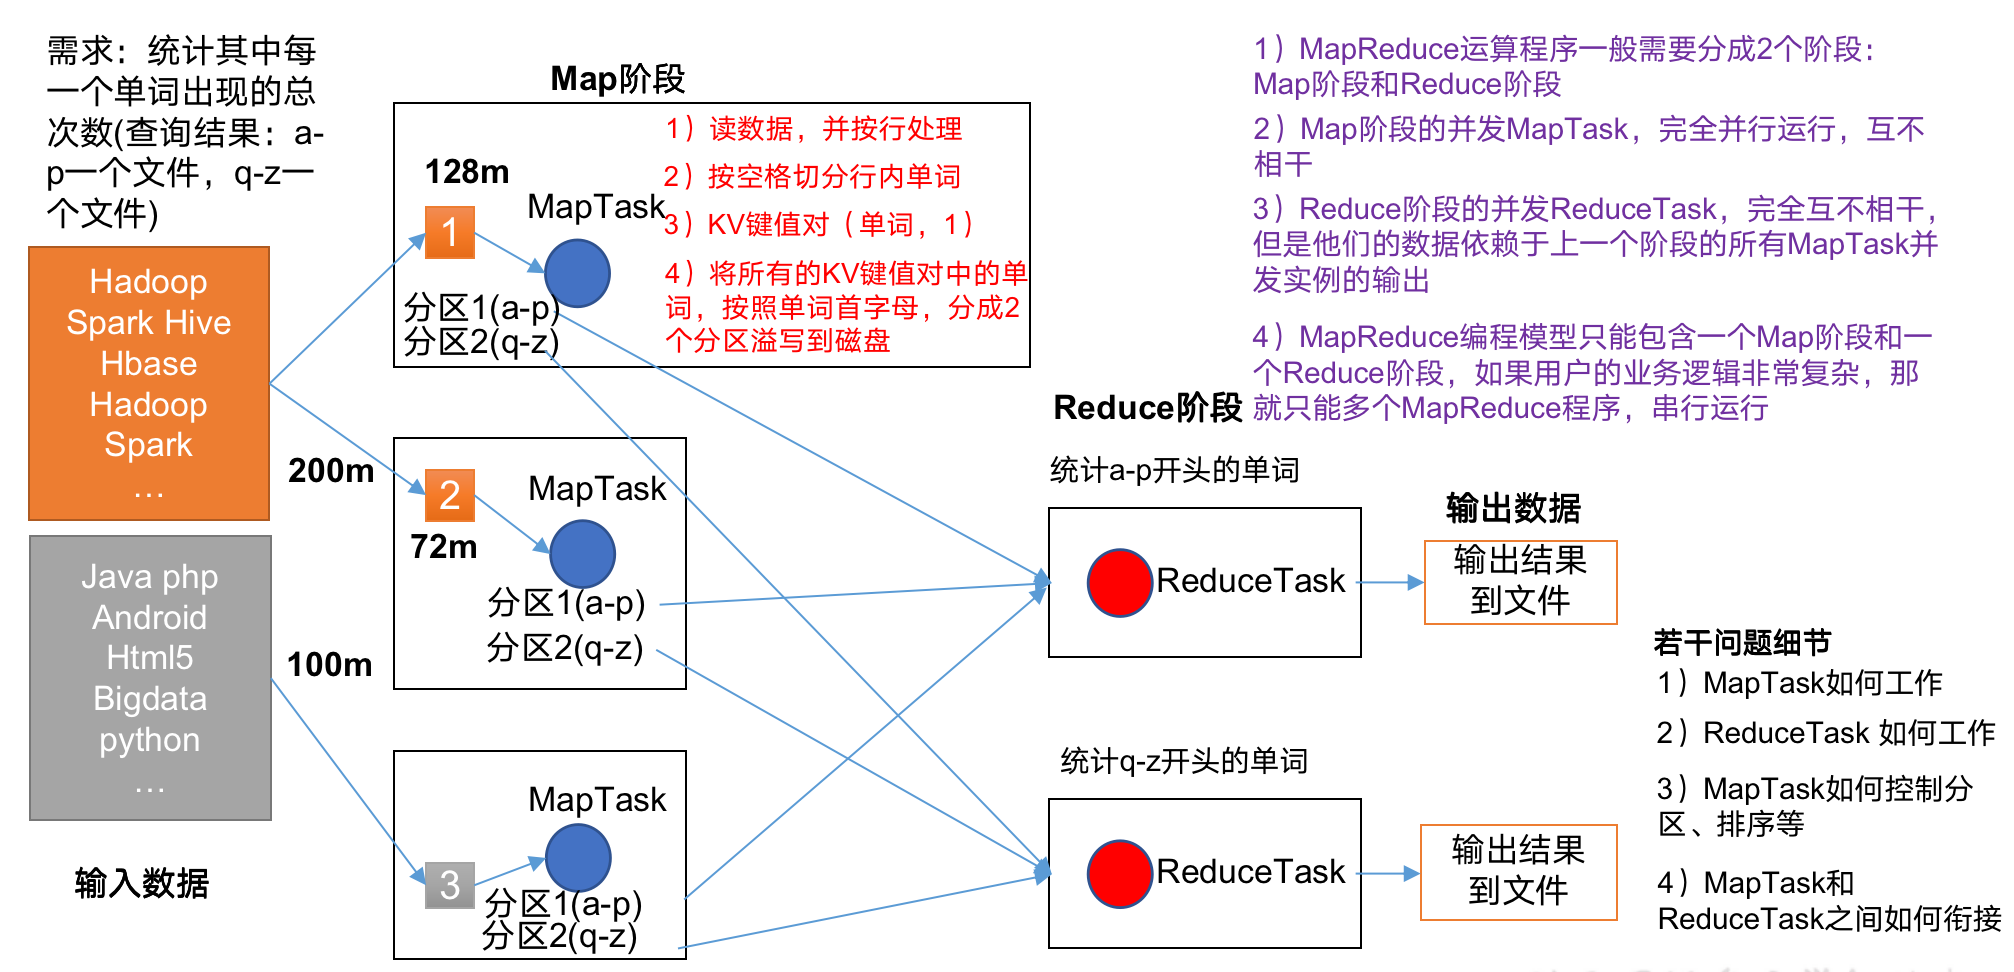 需求：统计其中每
一个单词出现的总
次数(查询结果：a-
p一个文件，q-z一
个文件)
Hadoop
Spark Hive
Hbase
Hadoop
Spark
…
200m
Java php
Android
Html5
Bigdata
python
…
100m
输入数据
Map阶段
128m
1
MapTask
分区1(a-p)
分区2(q-z)
1）读数据，并按行处理
2）按空格切分行内单词
3）KV键值对（单词，1）
4）将所有的KV键值对中的单
词，按照单词首字母，分成2
个分区溢写到磁盘
2
72m
MapTask
分区1(a-p)
分区2(q-z)
MapTask
3
分区1(a-p)
分区2(q-z)
1）MapReduce运算程序一般需要分成2个阶段：
Map阶段和Reduce阶段
2）Map阶段的并发MapTask，完全并行运行，互不
相干
3）Reduce阶段的并发ReduceTask，完全互不相干，
但是他们的数据依赖于上一个阶段的所有MapTask并
发实例的输出
4）MapReduce编程模型只能包含一个Map阶段和一
个Reduce阶段，如果用户的业务逻辑非常复杂，那
就只能多个MapReduce程序，串行运行
Reduce阶段
统计a-p开头的单词
ReduceTask
统计q-z开头的单词
ReduceTask
输出数据
输出结果
到文件
输出结果
到文件
若干问题细节
1）MapTask如何工作
2）ReduceTask 如何工作
3）MapTask如何控制分
区、排序等
4）MapTask和
ReduceTask之间如何衔接